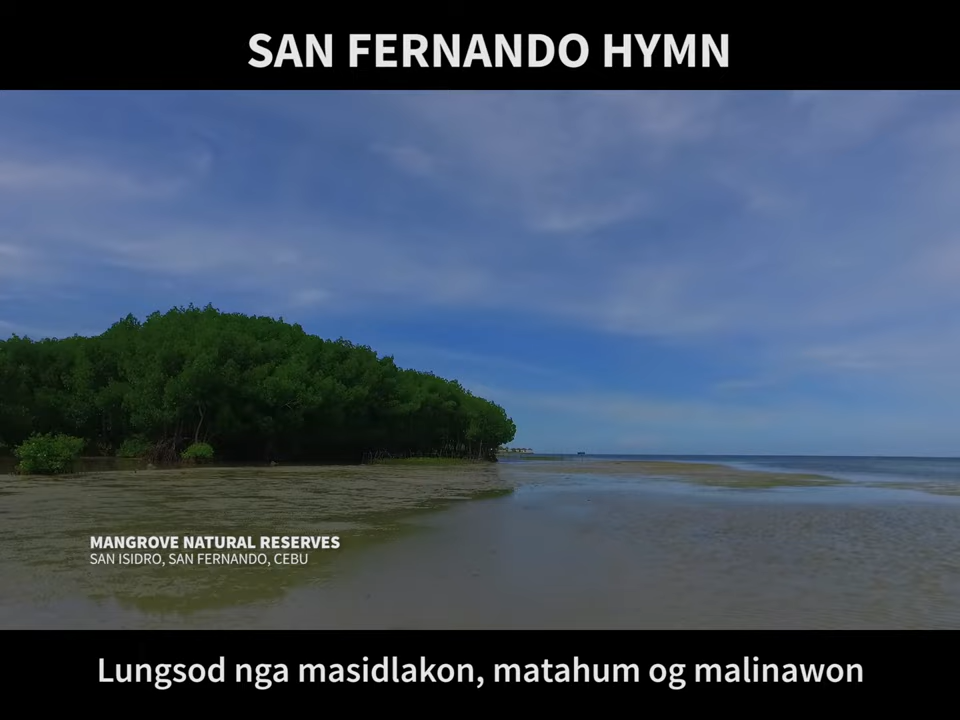 SAN FERNANDO HYMN
MANGROVE NATURAL RESERVES
SAN ISIDRO, SAN FERNANDO, CEBU
Lungsod nga masidlakon, matahum og malinawon